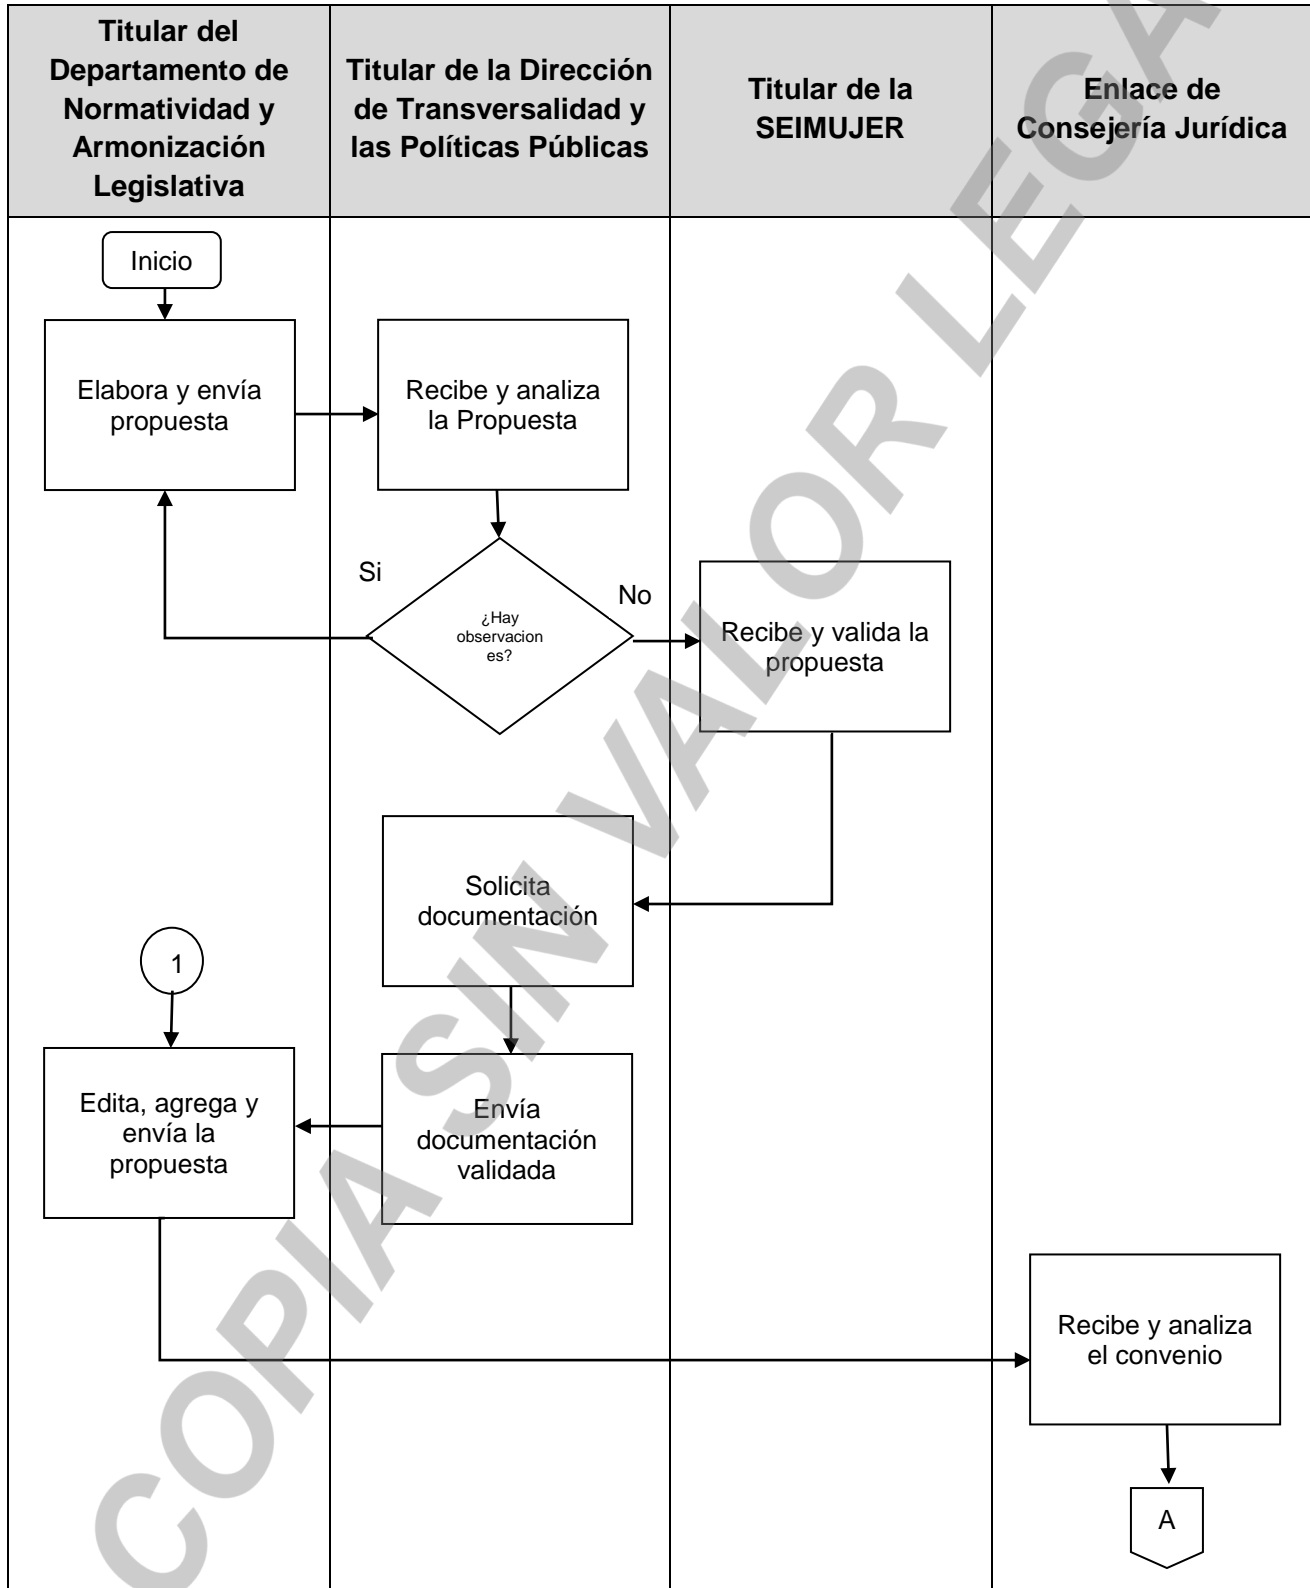 Titular del
Departamento de
Normatividad y
Armonización
Legislativa
Titular de la Dirección
de Transversalidad y
las Políticas Públicas
Titular de la
SEIMUJER
Enlace de
Consejería Jurídica
Inicio
Elabora y envía
propuesta
Recibe y analiza
la Propuesta
Si
¿Hay
observacion
es?
No
Recibe y valida la
propuesta
Solicita
documentación
1
Edita, agrega y
envía la
propuesta
Envía
documentación
validada
Recibe y analiza
el convenio
A
COPIA SIN VALOR LEGA